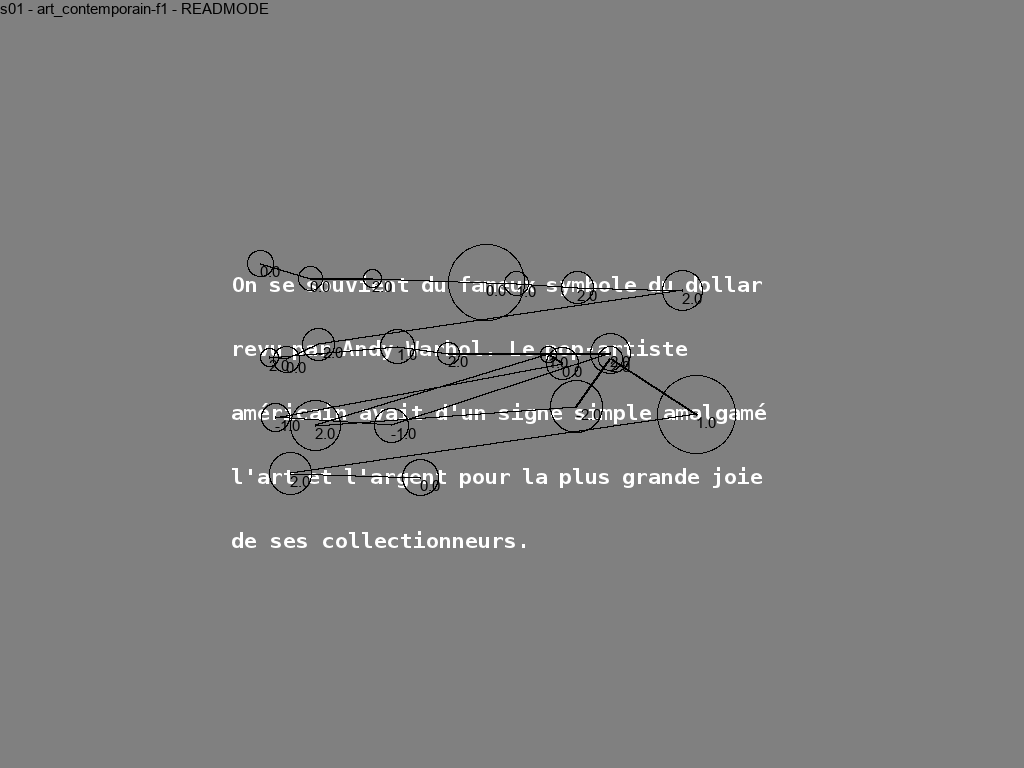 s01 - art_contemporain-f1 - READMODE
On se souvient du fameux symbole du dollar
revu par Andy Warhol. Le pop-artiste
américain avait d'un signe simple amalgamé
l'art et l'argent pour la plus grande joie
de ses collectionneurs.